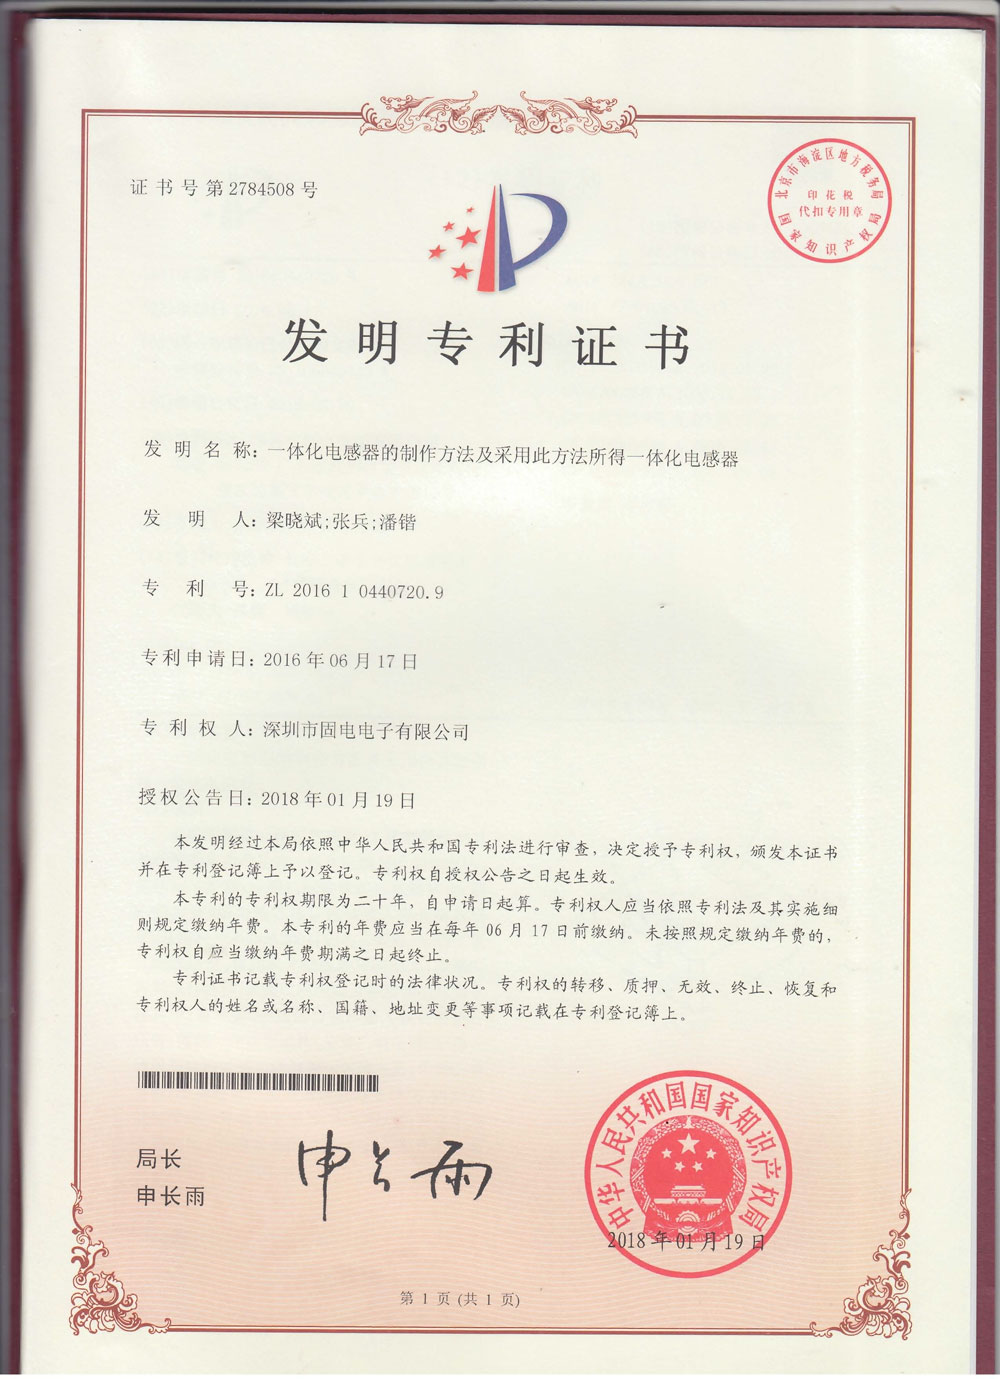 证书号第2784508号
北京市海淀区地方税务局
印花税
代扣专用章
国家知识产权局
发明专利证书
发明名称：一体化电感器的制作方法及采用此方法所得一体化电感器
发明人：梁晓斌;张兵;潘锴
专利号：ZL 2016 1 0440720.9
专利申请日：2016年06月17日
专利权人：深圳市固电电子有限公司
授权公告日：2018年01月19日
本发明经过本局依照中华人民共和国专利法进行审查，决定授予专利权，颁发本证书
并在专利登记簿上予以登记。专利权自授权公告之日起生效。
本专利的专利权期限为二十年，自申请日起算。专利权人应当依照专利法及其实施细
则规定缴纳年费。本专利的年费应当在每年06月17日前缴纳。未按照规定缴纳年费的，
专利权自应当缴纳年费期满之日起终止。
专利证书记载专利权登记时的法律状况。专利权的转移、质押、无效、终止、恢复和
专利权人的姓名或名称、国籍、地址变更等事项记载在专利登记簿上。
局长
申长雨
申长雨
中华人民共和国国家知识产权局
2018年01月19日
第1页(共1页)